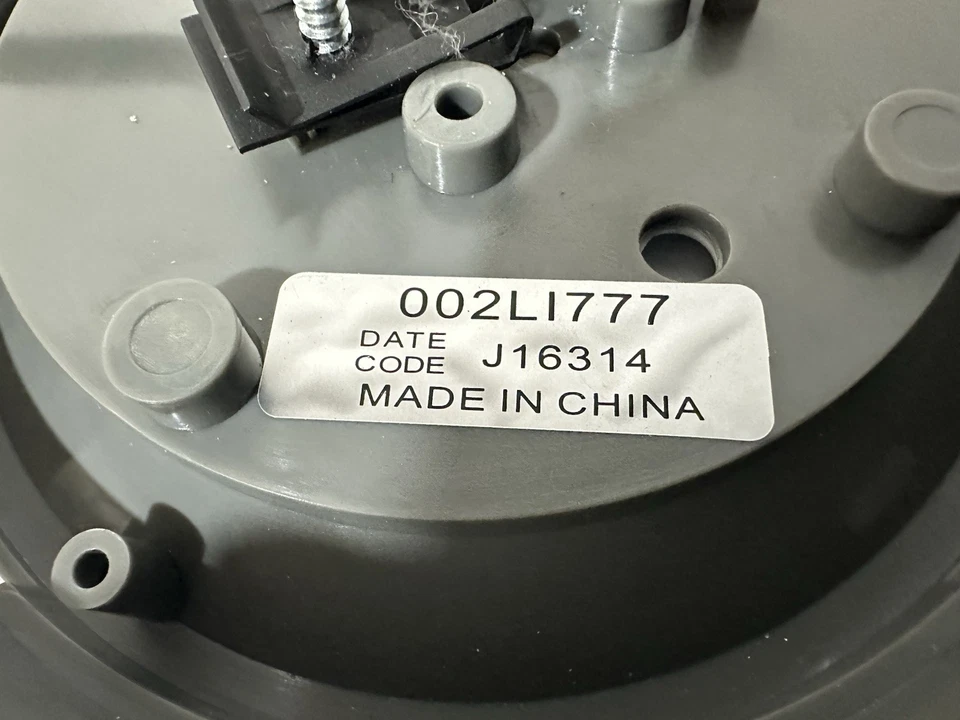 002LI777
DATE
CODE J16314
MADE IN CHINA